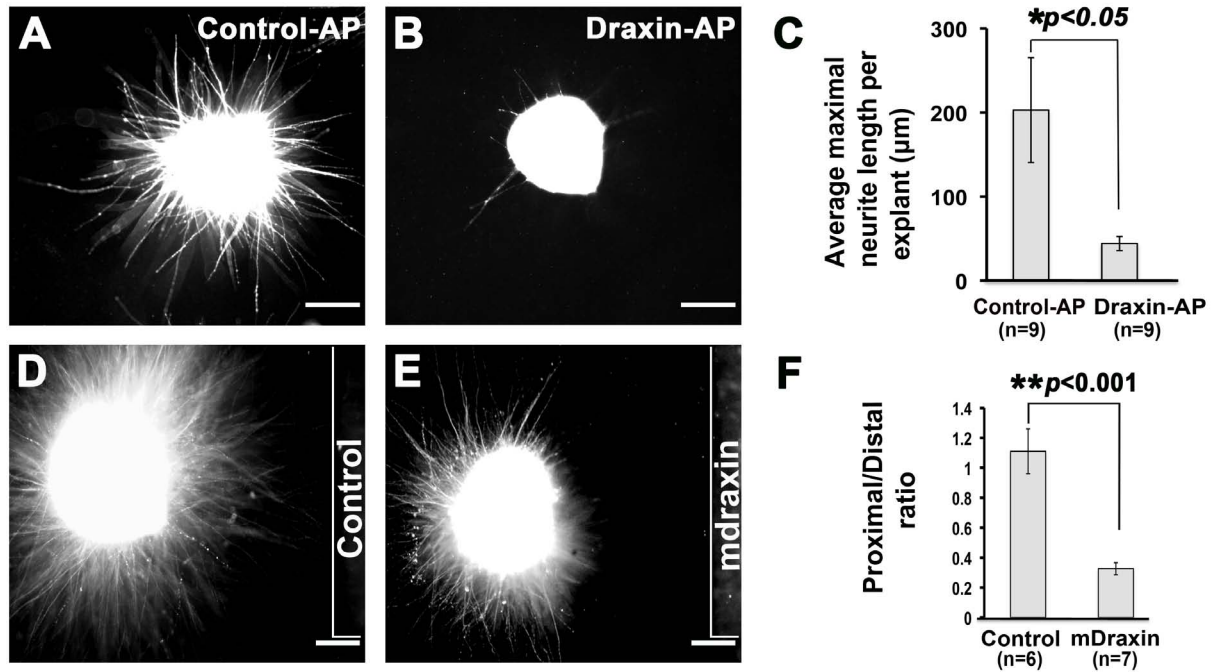 A
Control-AP
B
Draxin-AP
C
*p<0.05
Average maximal
neurite length per
explant (µm)
300
200
100
0
Control-AP
(n=9)
Draxin-AP
(n=9)
D
Control
E
mdraxin
F
**p<0.001
Proximal/Distal
ratio
1.4
1.2
1
0.8
0.6
0.4
0.2
0
Control
(n=6)
mDraxin
(n=7)